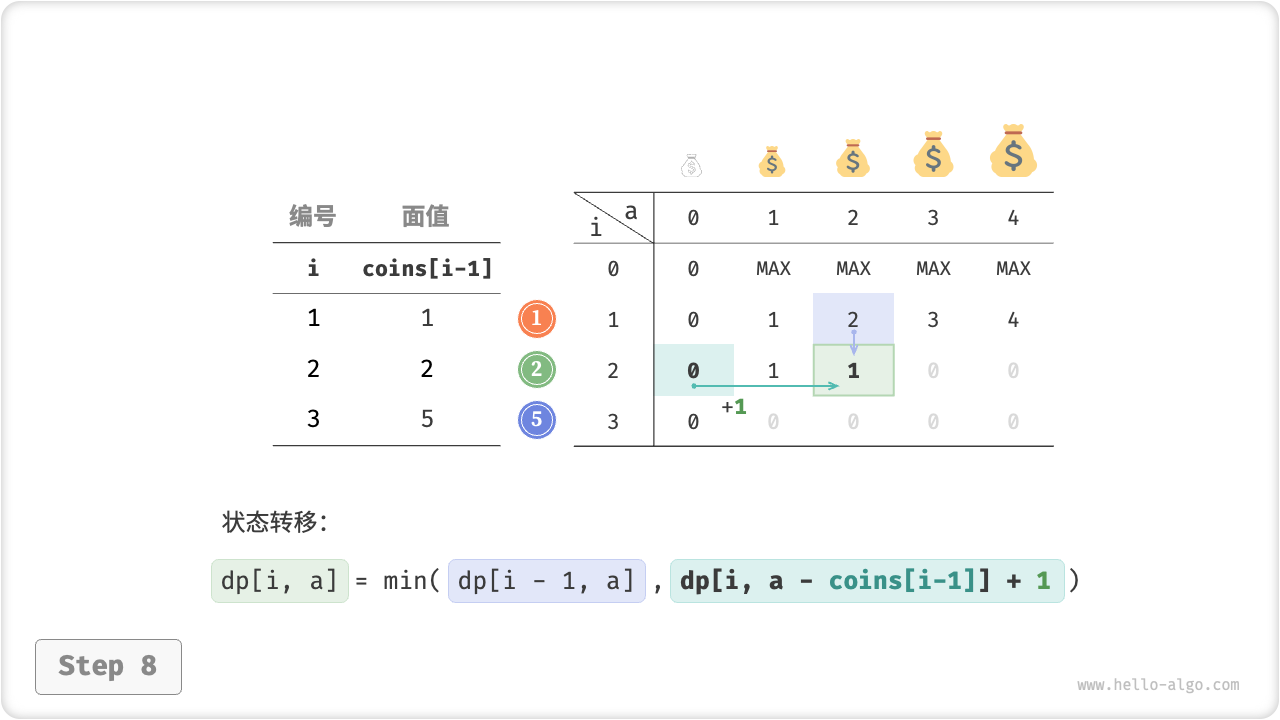 编号 面值
i coins[i-1]
1 1 1
2 2 2
3 5 5
$ $ $ $ $
i a 0 1 2 3 4
0 0 MAX MAX MAX MAX
1 0 1 2 3 4
2 0 1 1 0 0
+1
3 0 0 0 0 0
状态转移：
dp[i, a] = min( dp[i - 1, a] , dp[i, a - coins[i-1]] + 1 )
Step 8
www.hello-algo.com